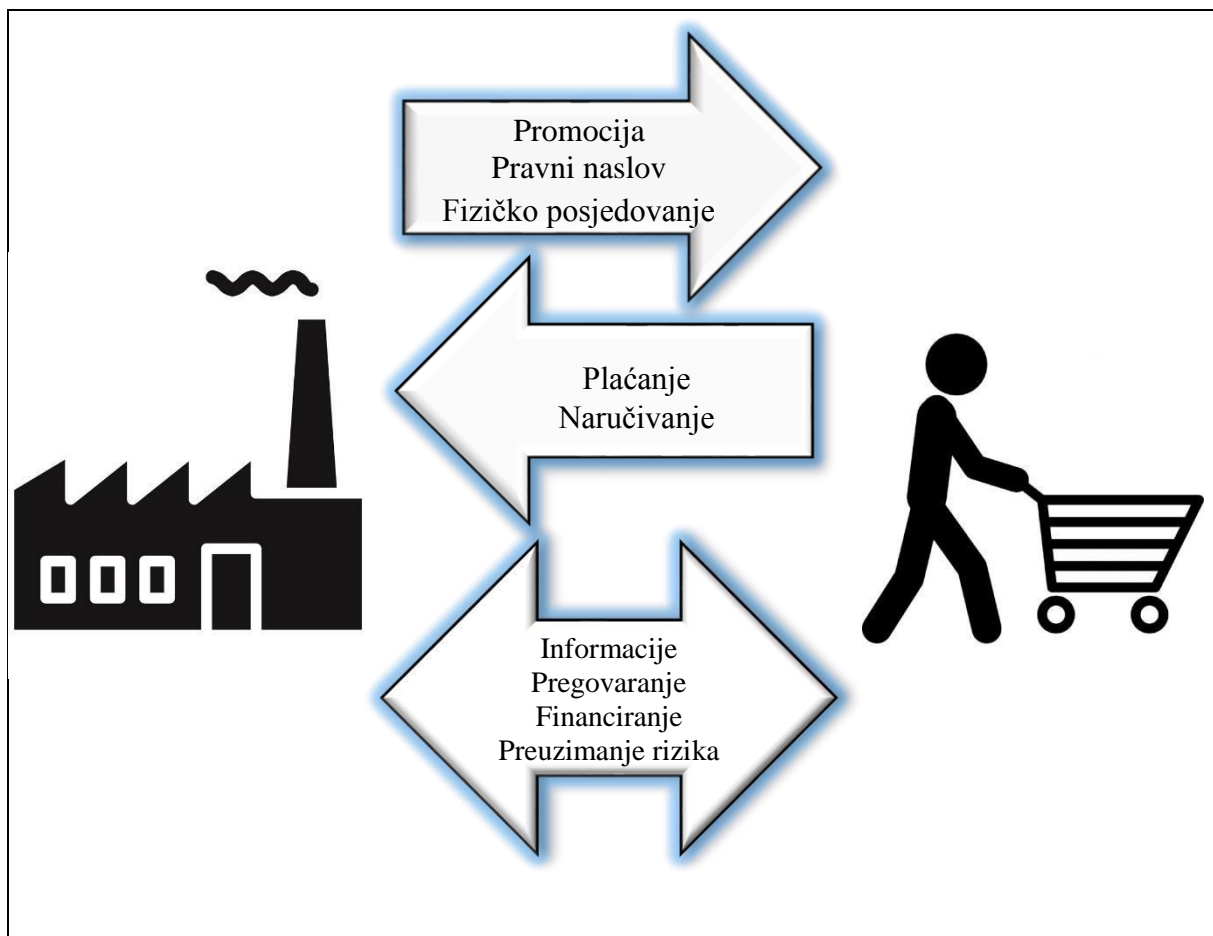 Promocija
Pravni naslov
Fizičko posjedovanje
Plaćanje
Naručivanje
Informacije
Pregovaranje
Financiranje
Preuzimanje rizika